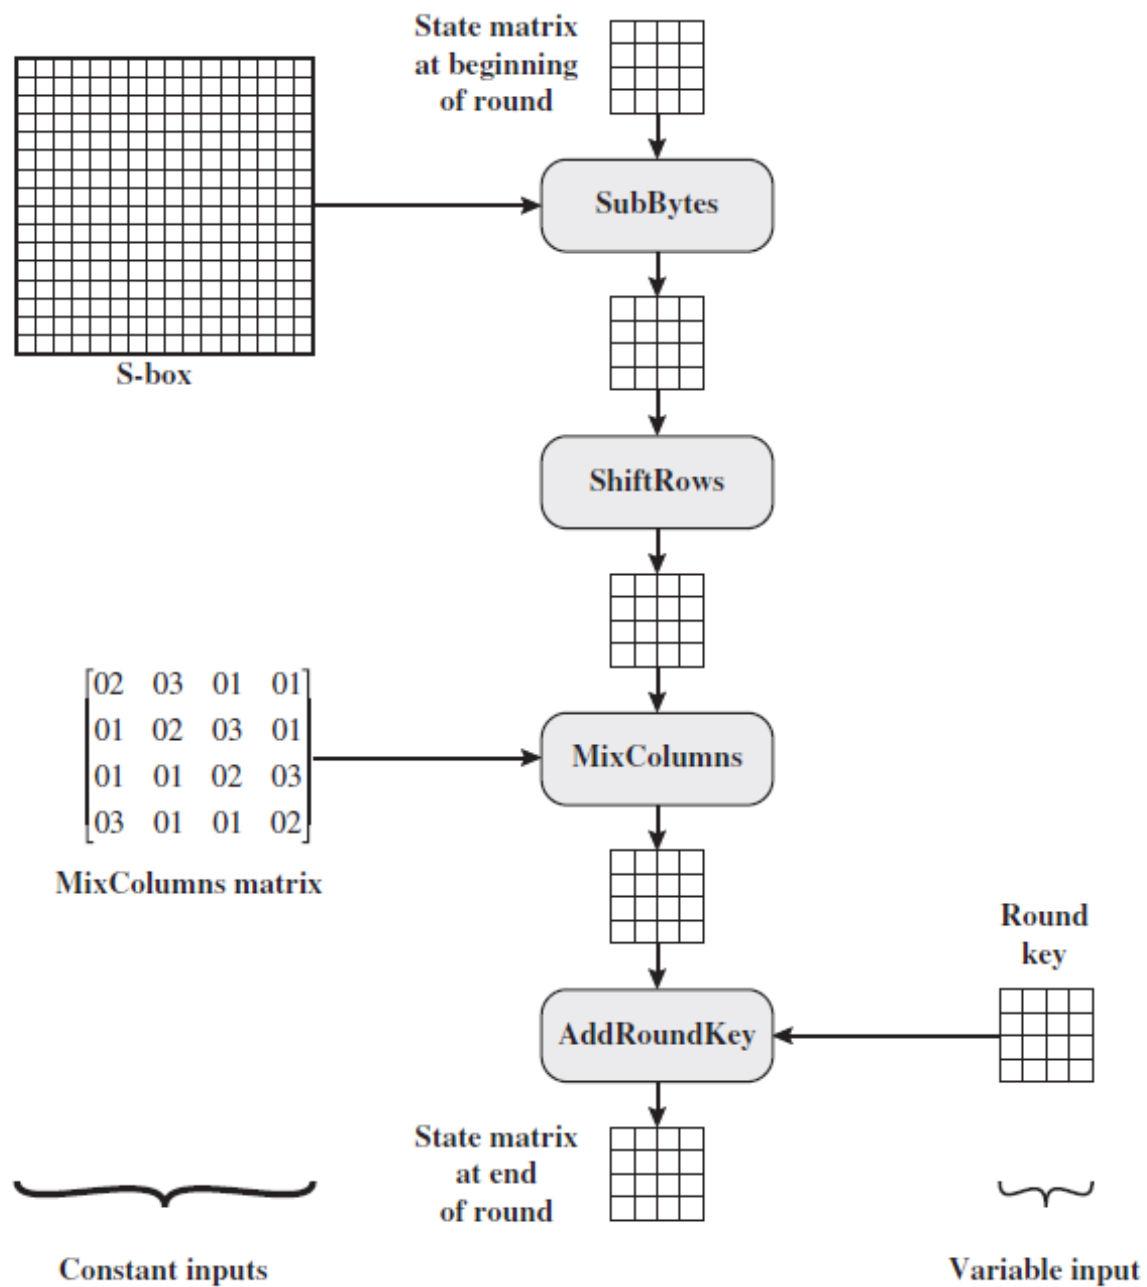 State matrix
at beginning
of round
SubBytes
S-box
ShiftRows
02 03 01 01
01 02 03 01
01 01 02 03
03 01 01 02
MixColumns
MixColumns matrix
Round
key
AddRoundKey
State matrix
at end
of round
Constant inputs
Variable input